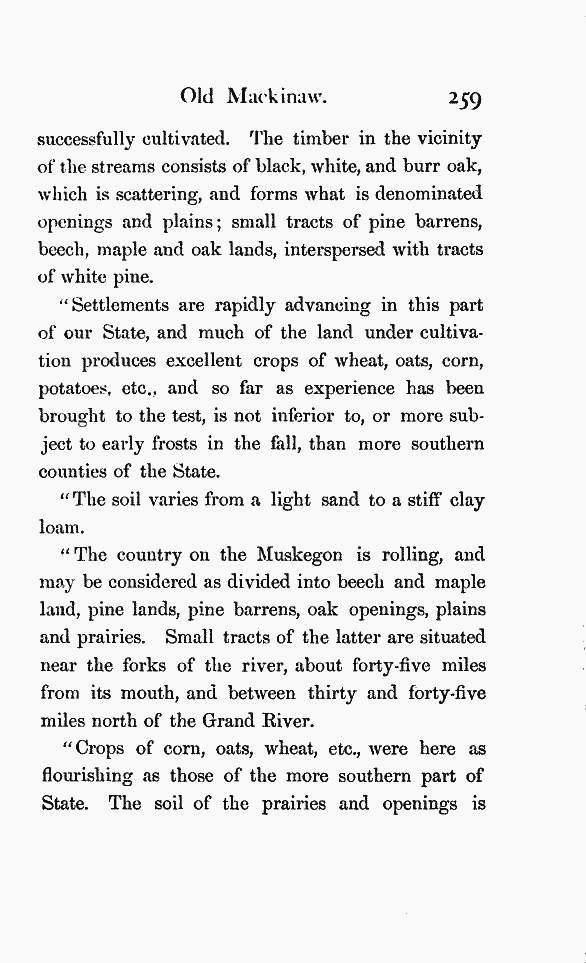 Old Mackinaw. 259
successfully cultivated. The timber in the vicinity
of the streams consists of black, white, and burr oak,
which is scattering, and forms what is denominated
openings and plains; small tracts of pine barrens,
beech, maple and oak lands, interspersed with tracts
of white pine.
"Settlements are rapidly advancing in this part
of our State, and much of the land under cultiva-
tion produces excellent crops of wheat, oats, corn,
potatoes, etc., and so far as experience has been
brought to the test, is not inferior to, or more sub-
ject to early frosts in the fall, than more southern
counties of the State.
"The soil varies from a light sand to a stiff clay
loam.
"The country on the Muskegon is rolling, and
may be considered as divided into beech and maple
land, pine lands, pine barrens, oak openings, plains
and prairies. Small tracts of the latter are situated
near the forks of the river, about forty-five miles
from its mouth, and between thirty and forty-five
miles north of the Grand River.
"Crops of corn, oats, wheat, etc., were here as
flourishing as those of the more southern part of
State. The soil of the prairies and openings is